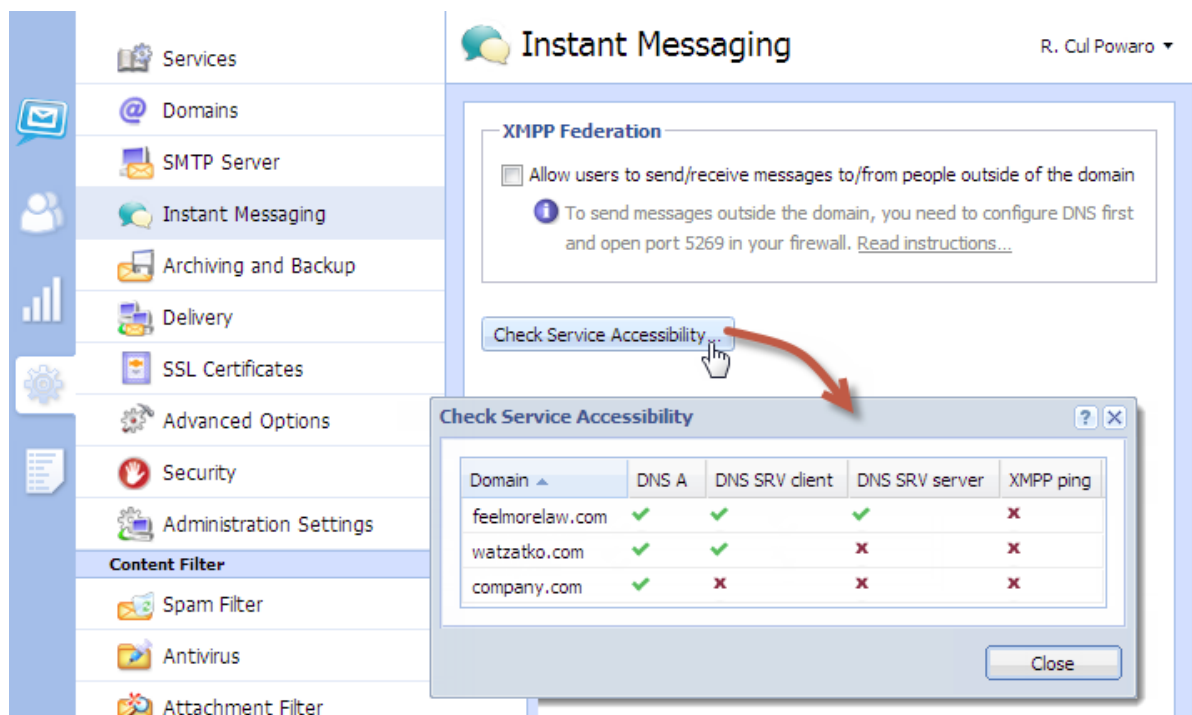 Services
Domains
SMTP Server
Instant Messaging
Archiving and Backup
Delivery
SSL Certificates
Advanced Options
Security
Administration Settings
Content Filter
Spam Filter
Antivirus
Attachment Filter
Instant Messaging
R. Cul Powaro
XMPP Federation
Allow users to send/receive messages to/from people outside of the domain
To send messages outside the domain, you need to configure DNS first
and open port 5269 in your firewall. Read instructions...
Check Service Accessibility...
Check Service Accessibility
Domain DNS A DNS SRV client DNS SRV server XMPP ping
feelmorelaw.com
watzatko.com
company.com
Close